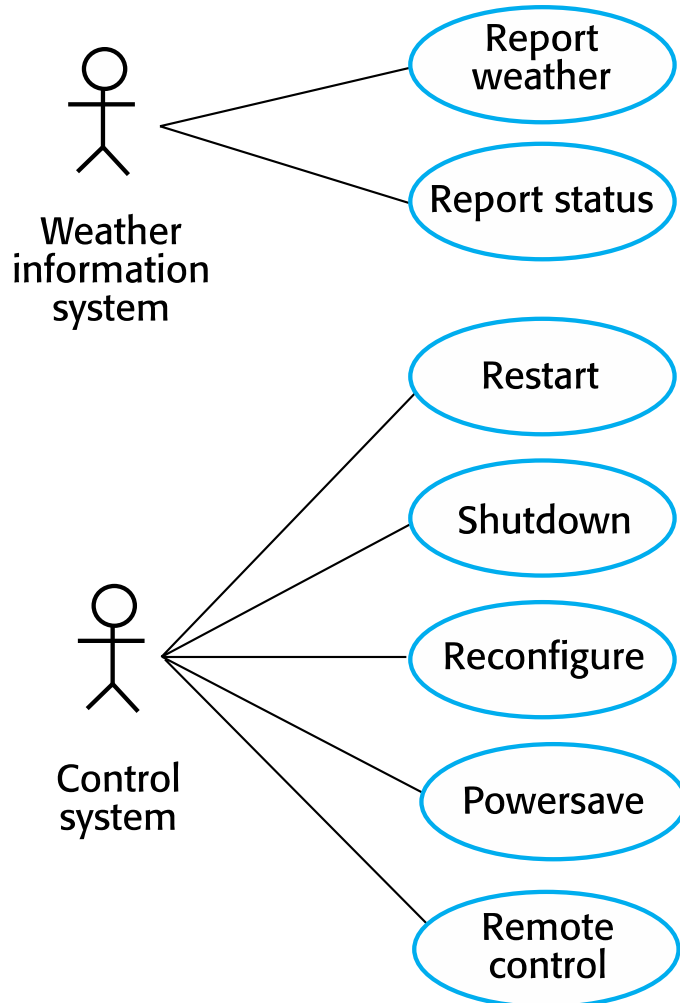 Report
weather
Report status
Weather
information
system
Restart
Shutdown
Reconfigure
Control
system
Powersave
Remote
control